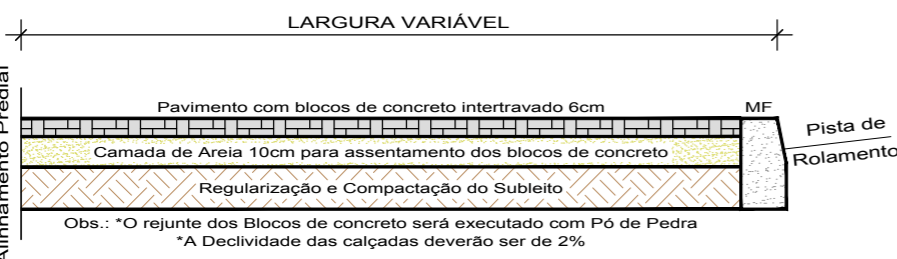 LARGURA VARIÁVEL
Alinhamento Predial
Pavimento com blocos de concreto intertravado 6cm
MF
Pista de
Rolamento
Camada de Areia 10cm para assentamento dos blocos de concreto
Regularização e Compactação do Subleito
Obs.: *O rejunte dos Blocos de concreto será executado com Pó de Pedra
*A Declividade das calçadas deverão ser de 2%